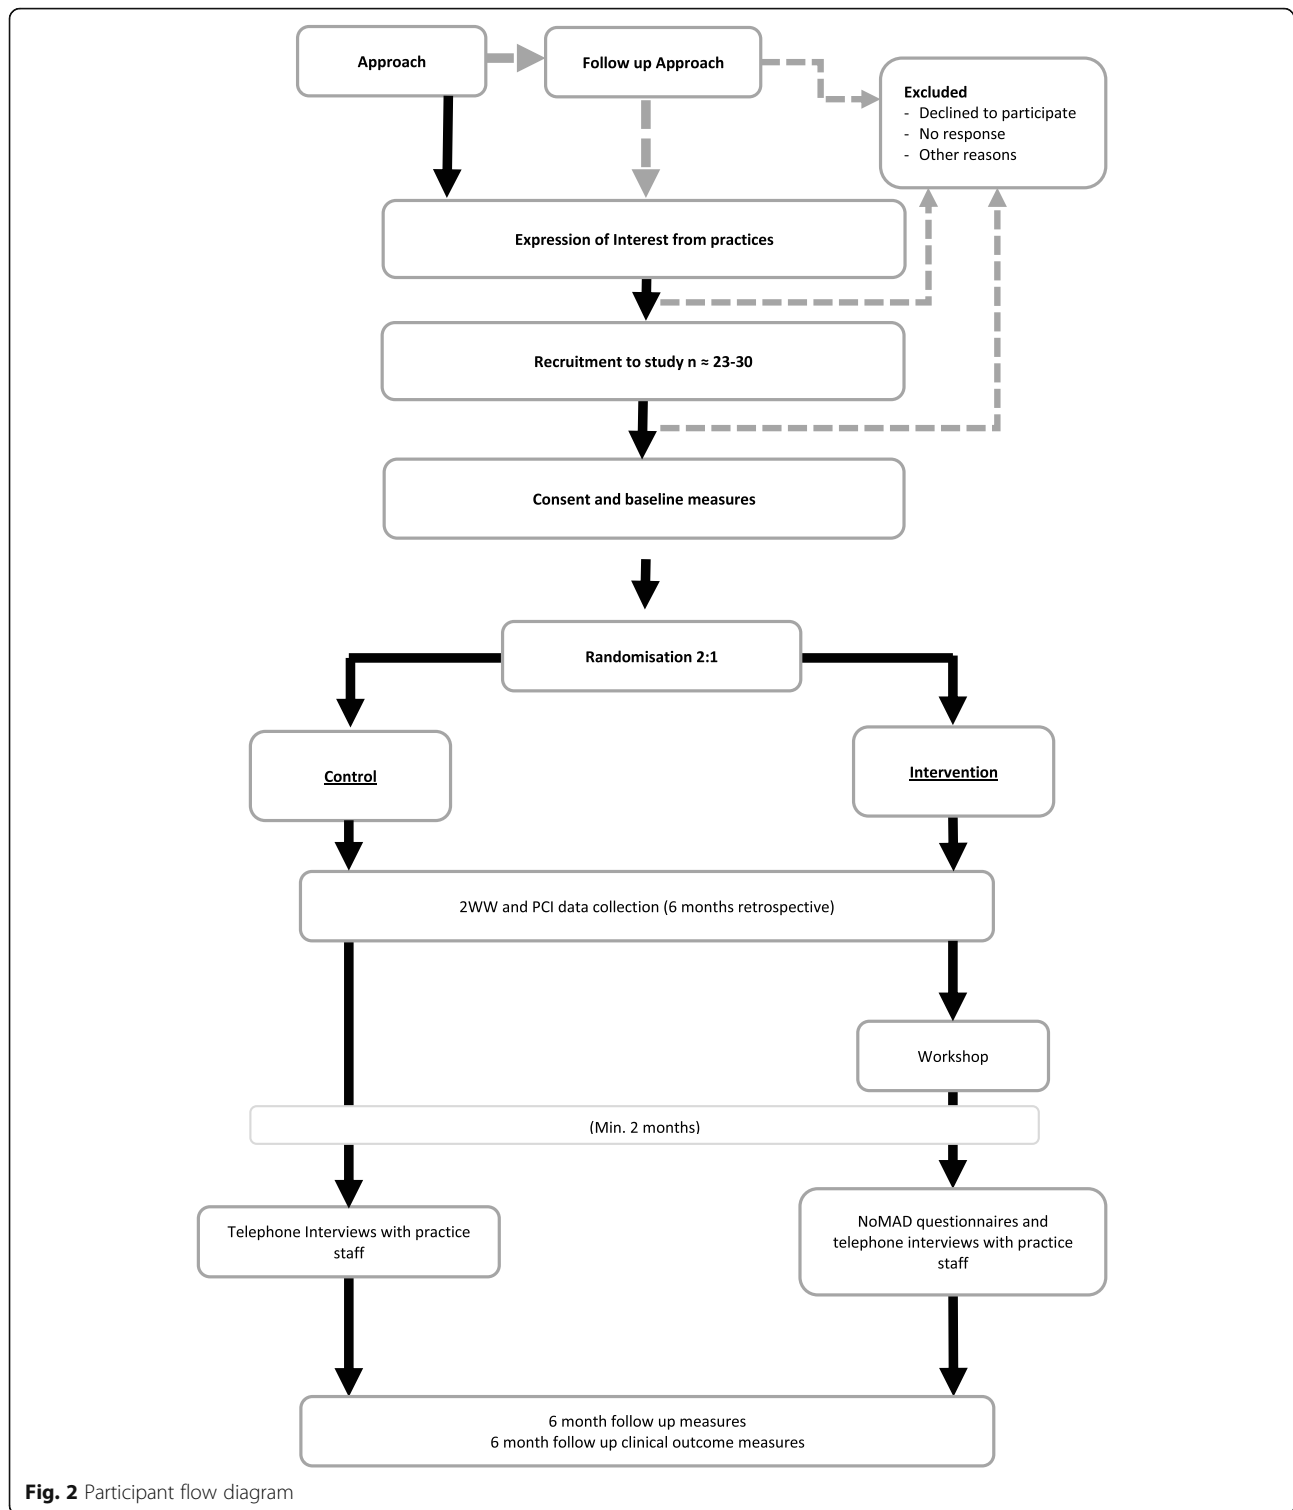 Approach
Follow up Approach
Excluded
- Declined to participate
- No response
- Other reasons
Expression of Interest from practices
Recruitment to study n ≈ 23-30
Consent and baseline measures
Randomisation 2:1
Control
Intervention
2WW and PCI data collection (6 months retrospective)
Workshop
(Min. 2 months)
Telephone Interviews with practice
staff
NoMAD questionnaires and
telephone interviews with practice
staff
6 month follow up measures
6 month follow up clinical outcome measures
Fig. 2 Participant flow diagram